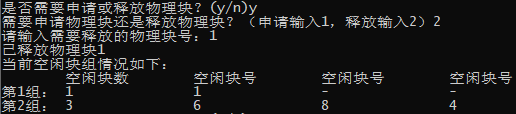 是否需要申请或释放物理块？(y/n)y
需要申请物理块还是释放物理块？（申请输入1，释放输入2）2
请输入需要释放的物理块号：1
已释放物理块1
当前空闲块组情况如下：
空闲块数 空闲块号 空闲块号 空闲块号
第1组： 1 1 - -
第2组： 3 6 8 4